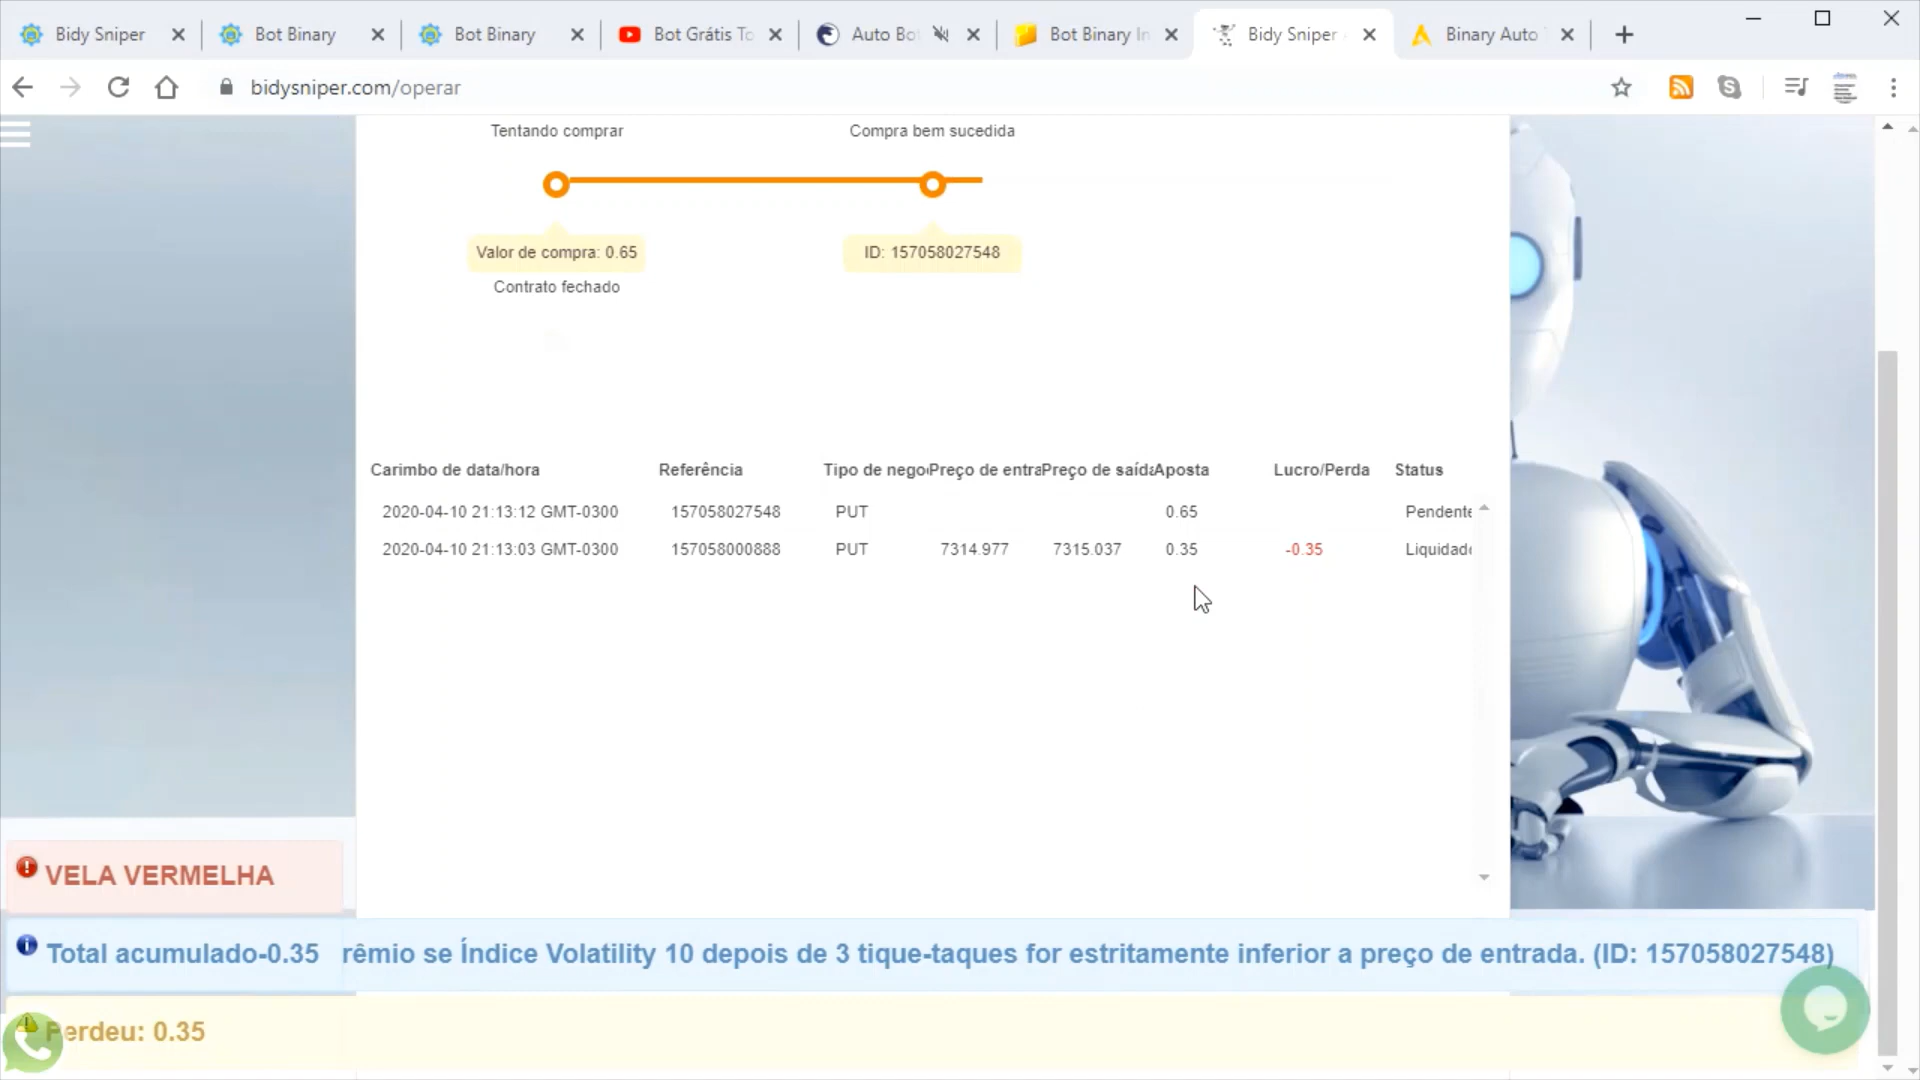 Bidy Sniper
Bot Binary
Bot Binary
Bot Grátis To
Auto Bo
Bot Binary In
Bidy Sniper
Binary Auto
bidysniper.com/operar
Tentando comprar
Compra bem sucedida
Valor de compra: 0.65
ID: 157058027548
Contrato fechado
Carimbo de data/hora Referência Tipo de nego Preço de entra Preço de saída Aposta Lucro/Perda Status
2020-04-10 21:13:12 GMT-0300 157058027548 PUT 0.65 Pendente
2020-04-10 21:13:03 GMT-0300 157058000888 PUT 7314.977 7315.037 0.35 -0.35 Liquidado
VELA VERMELHA
Total acumulado-0.35 rêmio se Índice Volatility 10 depois de 3 tique-taques for estritamente inferior a preço de entrada. (ID: 157058027548)
Perdeu: 0.35